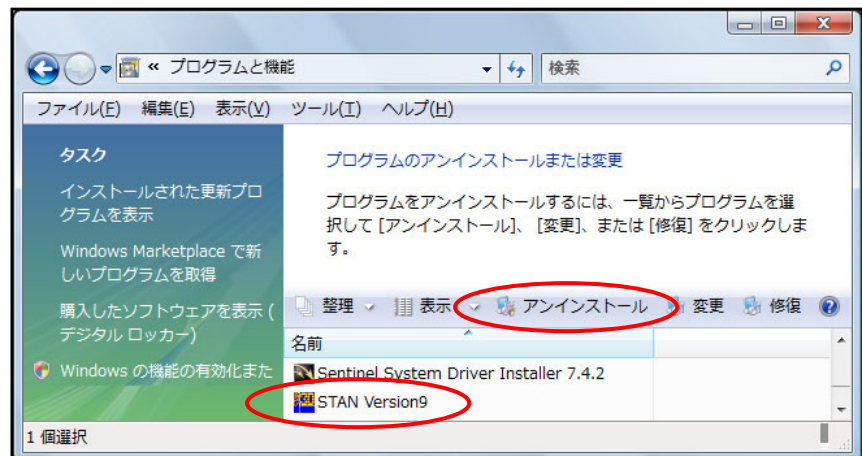 « プログラムと機能
検索
ファイル(F) 編集(E) 表示(V) ツール(T) ヘルプ(H)
タスク
インストールされた更新プロ
グラムを表示
Windows Marketplace で新
しいプログラムを取得
購入したソフトウェアを表示 (
デジタル ロッカー)
Windows の機能の有効化また
プログラムのアンインストールまたは変更
プログラムをアンインストールするには、一覧からプログラムを選
択して [アンインストール]、 [変更]、または [修復] をクリックしま
す。
整理 表示 アンインストール 変更 修復
名前
Sentinel System Driver Installer 7.4.2
STAN Version9
1 個選択